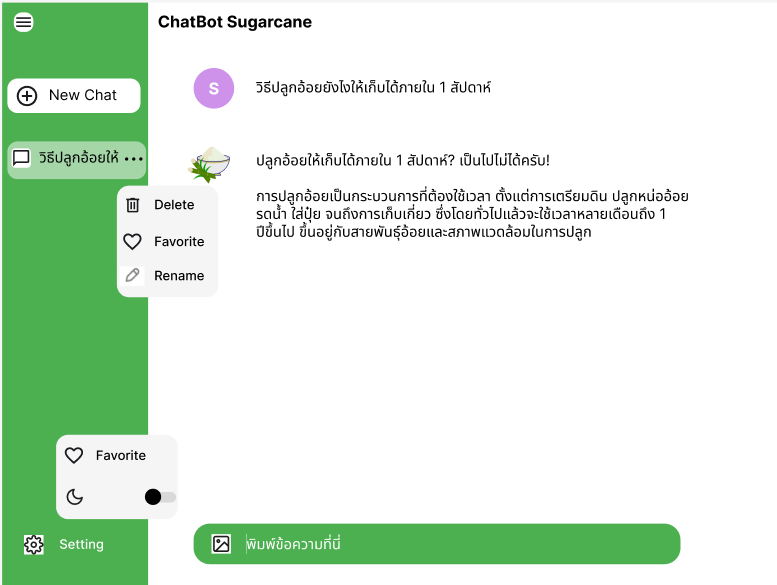 ChatBot Sugarcane
New Chat
วิธีปลูกอ้อยให้
Delete
Favorite
Rename
Favorite
Setting
S
วิธีปลูกอ้อยยังไงให้เก็บได้ภายใน 1 สัปดาห์
ปลูกอ้อยให้เก็บได้ภายใน 1 สัปดาห์? เป็นไปไม่ได้ครับ!
การปลูกอ้อยเป็นกระบวนการที่ต้องใช้เวลา ตั้งแต่การเตรียมดิน ปลูกหน่ออ้อย
รดน้ำ ใส่ปุ๋ย จนถึงการเก็บเกี่ยว ซึ่งโดยทั่วไปแล้วจะใช้เวลาหลายเดือนถึง 1
ปีขึ้นไป ขึ้นอยู่กับสายพันธุ์อ้อยและสภาพแวดล้อมในการปลูก
พิมพ์ข้อความที่นี่